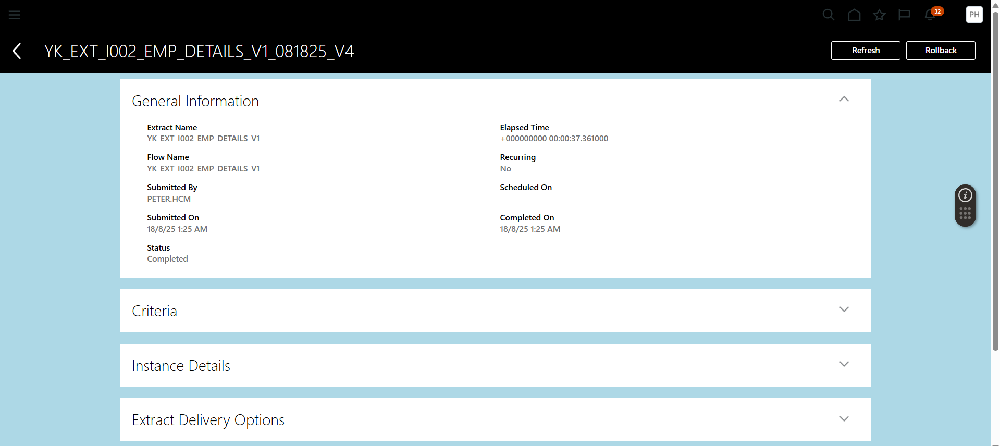 32
PH
YK_EXT_I002_EMP_DETAILS_V1_081825_V4
Refresh
Rollback
General Information
Extract Name
YK_EXT_I002_EMP_DETAILS_V1
Elapsed Time
+000000000 00:00:37.361000
Flow Name
YK_EXT_I002_EMP_DETAILS_V1
Recurring
No
Submitted By
PETER.HCM
Scheduled On
Submitted On
18/8/25 1:25 AM
Completed On
18/8/25 1:25 AM
Status
Completed
Criteria
Instance Details
Extract Delivery Options